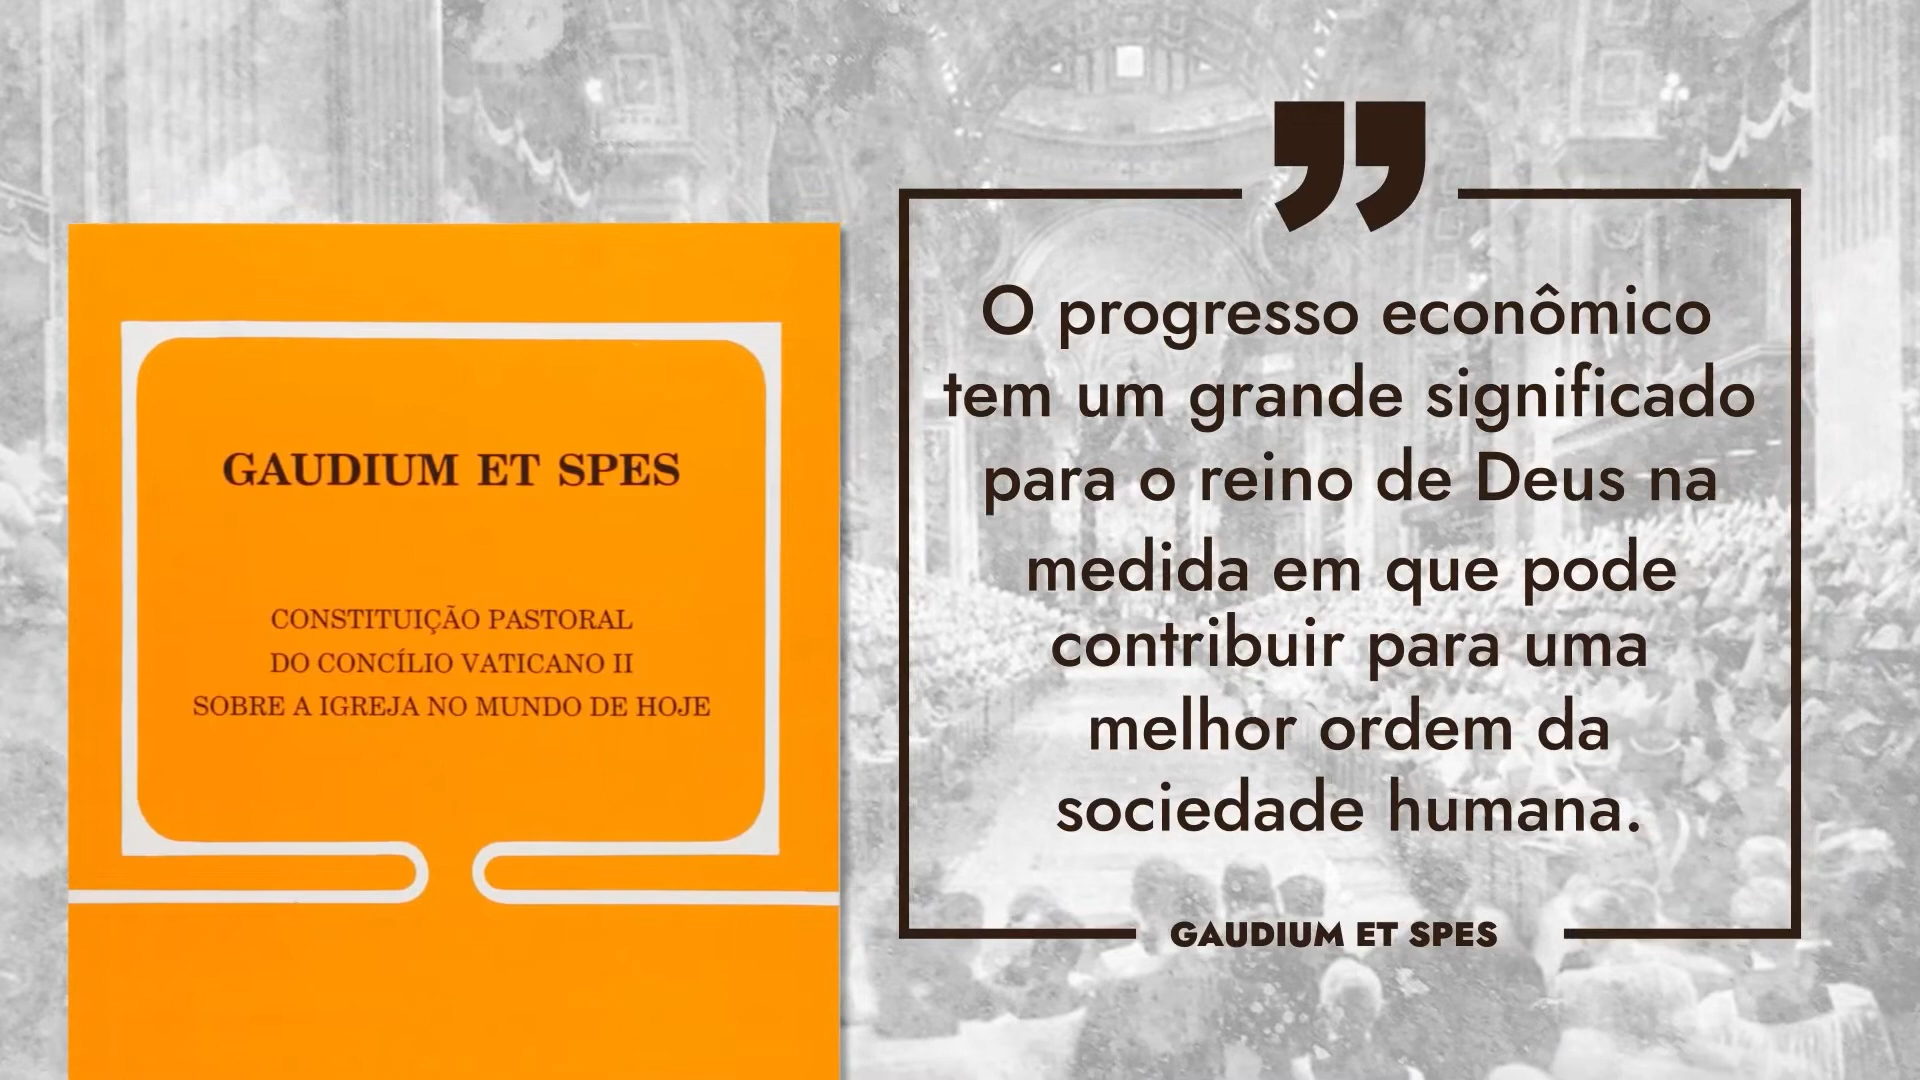 GAUDIUM ET SPES
CONSTITUIÇÃO PASTORAL
DO CONCÍLIO VATICANO II
SOBRE A IGREJA NO MUNDO DE HOJE
”
O progresso econômico
tem um grande significado
para o reino de Deus na
medida em que pode
contribuir para uma
melhor ordem da
sociedade humana.
GAUDIUM ET SPES